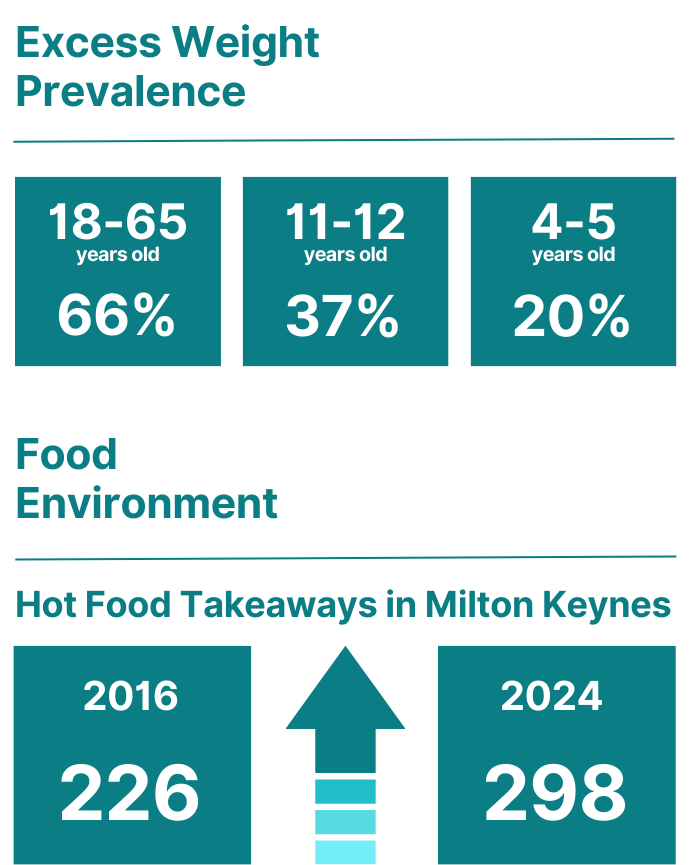 Excess Weight
Prevalence
18-65
years old
66%
11-12
years old
37%
4-5
years old
20%
Food
Environment
Hot Food Takeaways in Milton Keynes
2016
226
2024
298